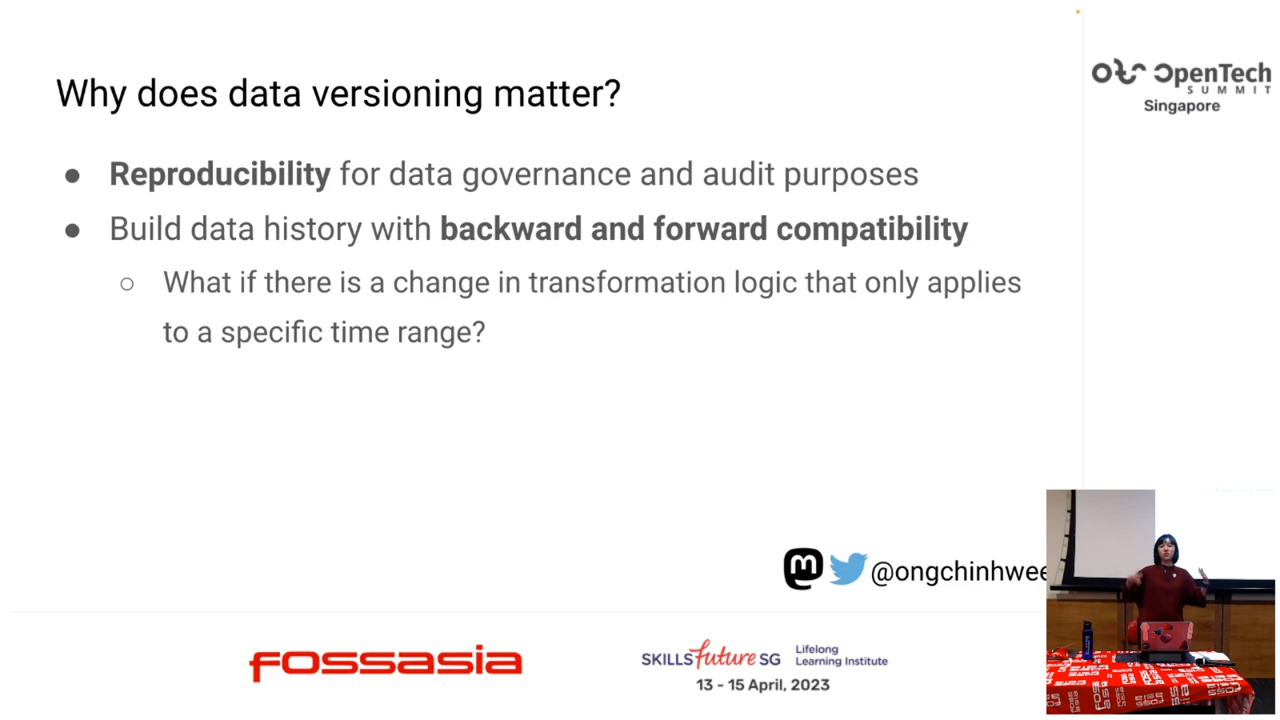 Why does data versioning matter?
OpenTech
SUMMIT
Singapore
● Reproducibility for data governance and audit purposes
● Build data history with backward and forward compatibility
○ What if there is a change in transformation logic that only applies
to a specific time range?
@ongchinhwee
fossasia
SKILLSfuture SG
Lifelong
Learning Institute
13 - 15 April, 2023